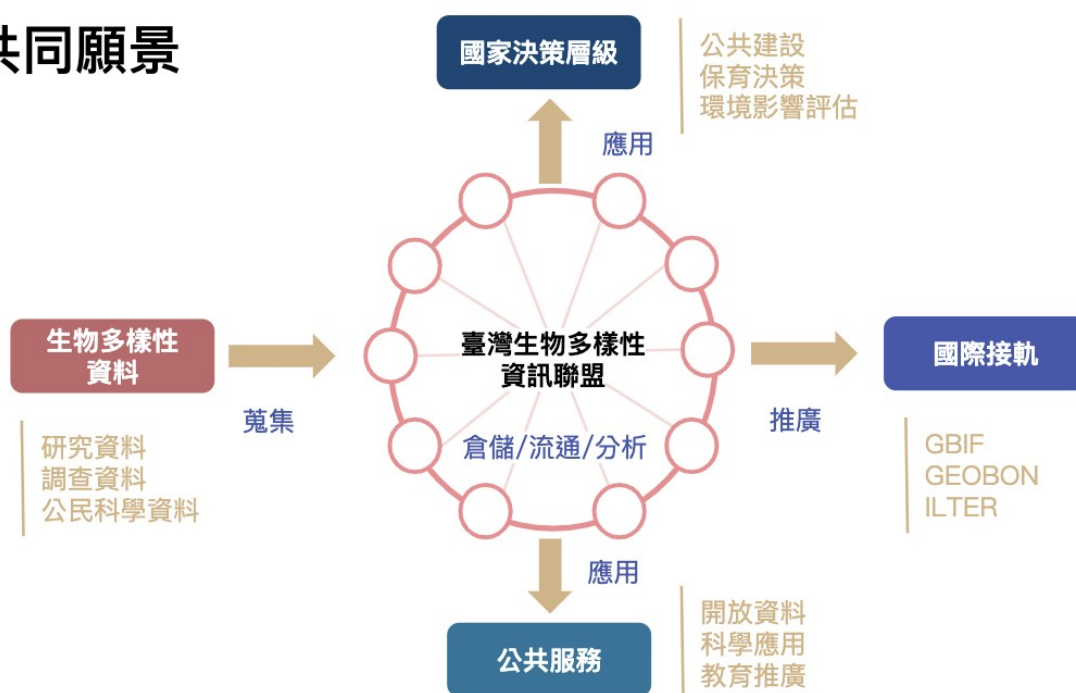 共同願景
國家決策層級
公共建設
保育決策
環境影響評估
應用
生物多樣性
資料
蒐集
研究資料
調查資料
公民科學資料
臺灣生物多樣性
資訊聯盟
倉儲/流通/分析
推廣
國際接軌
GBIF
GEOBON
ILTER
應用
公共服務
開放資料
科學應用
教育推廣